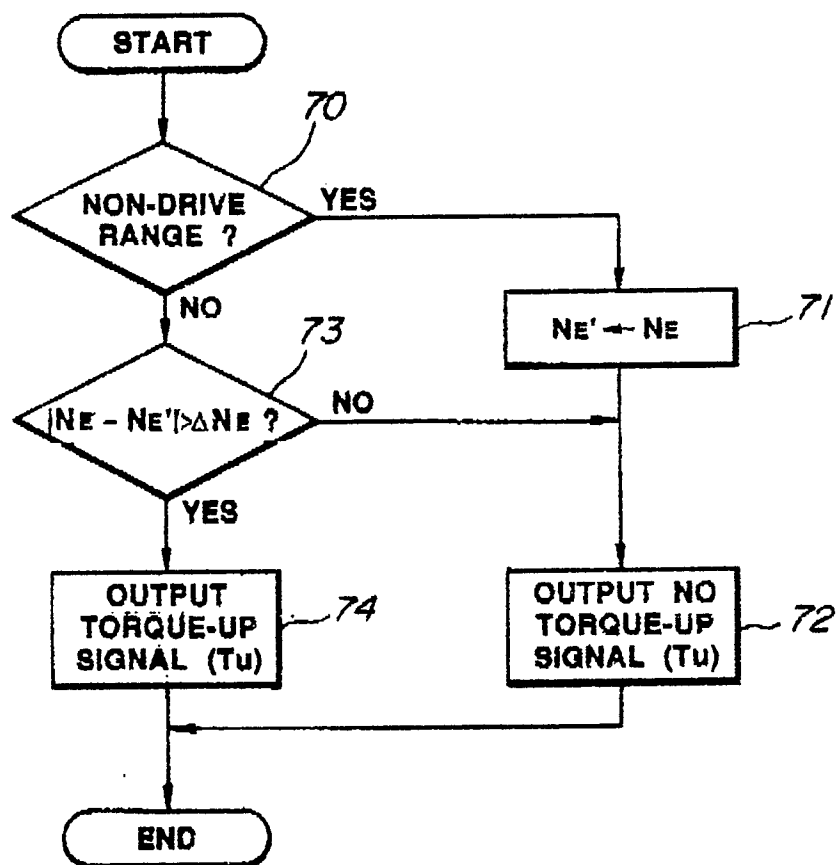 START
70
NON-DRIVE
RANGE ?
YES
NO
71
NE' ← NE
73
|NE - NE'|>ΔNE ?
NO
YES
OUTPUT
TORQUE-UP
SIGNAL (Tu)
74
OUTPUT NO
TORQUE-UP
SIGNAL (Tu)
72
END